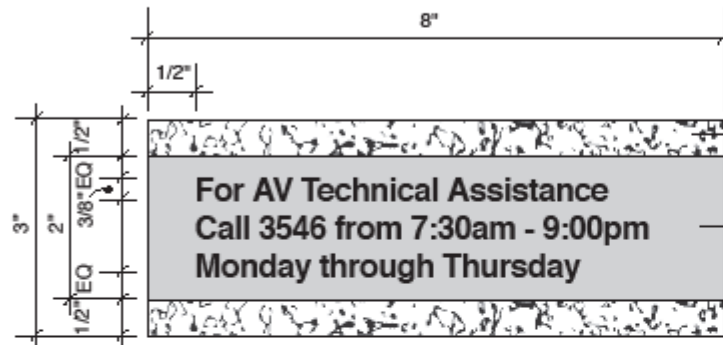 8"
1/2"
3"
2"
1/2"
EQ
3/8"
EQ
1/2"
For AV Technical Assistance
Call 3546 from 7:30am - 9:00pm
Monday through Thursday